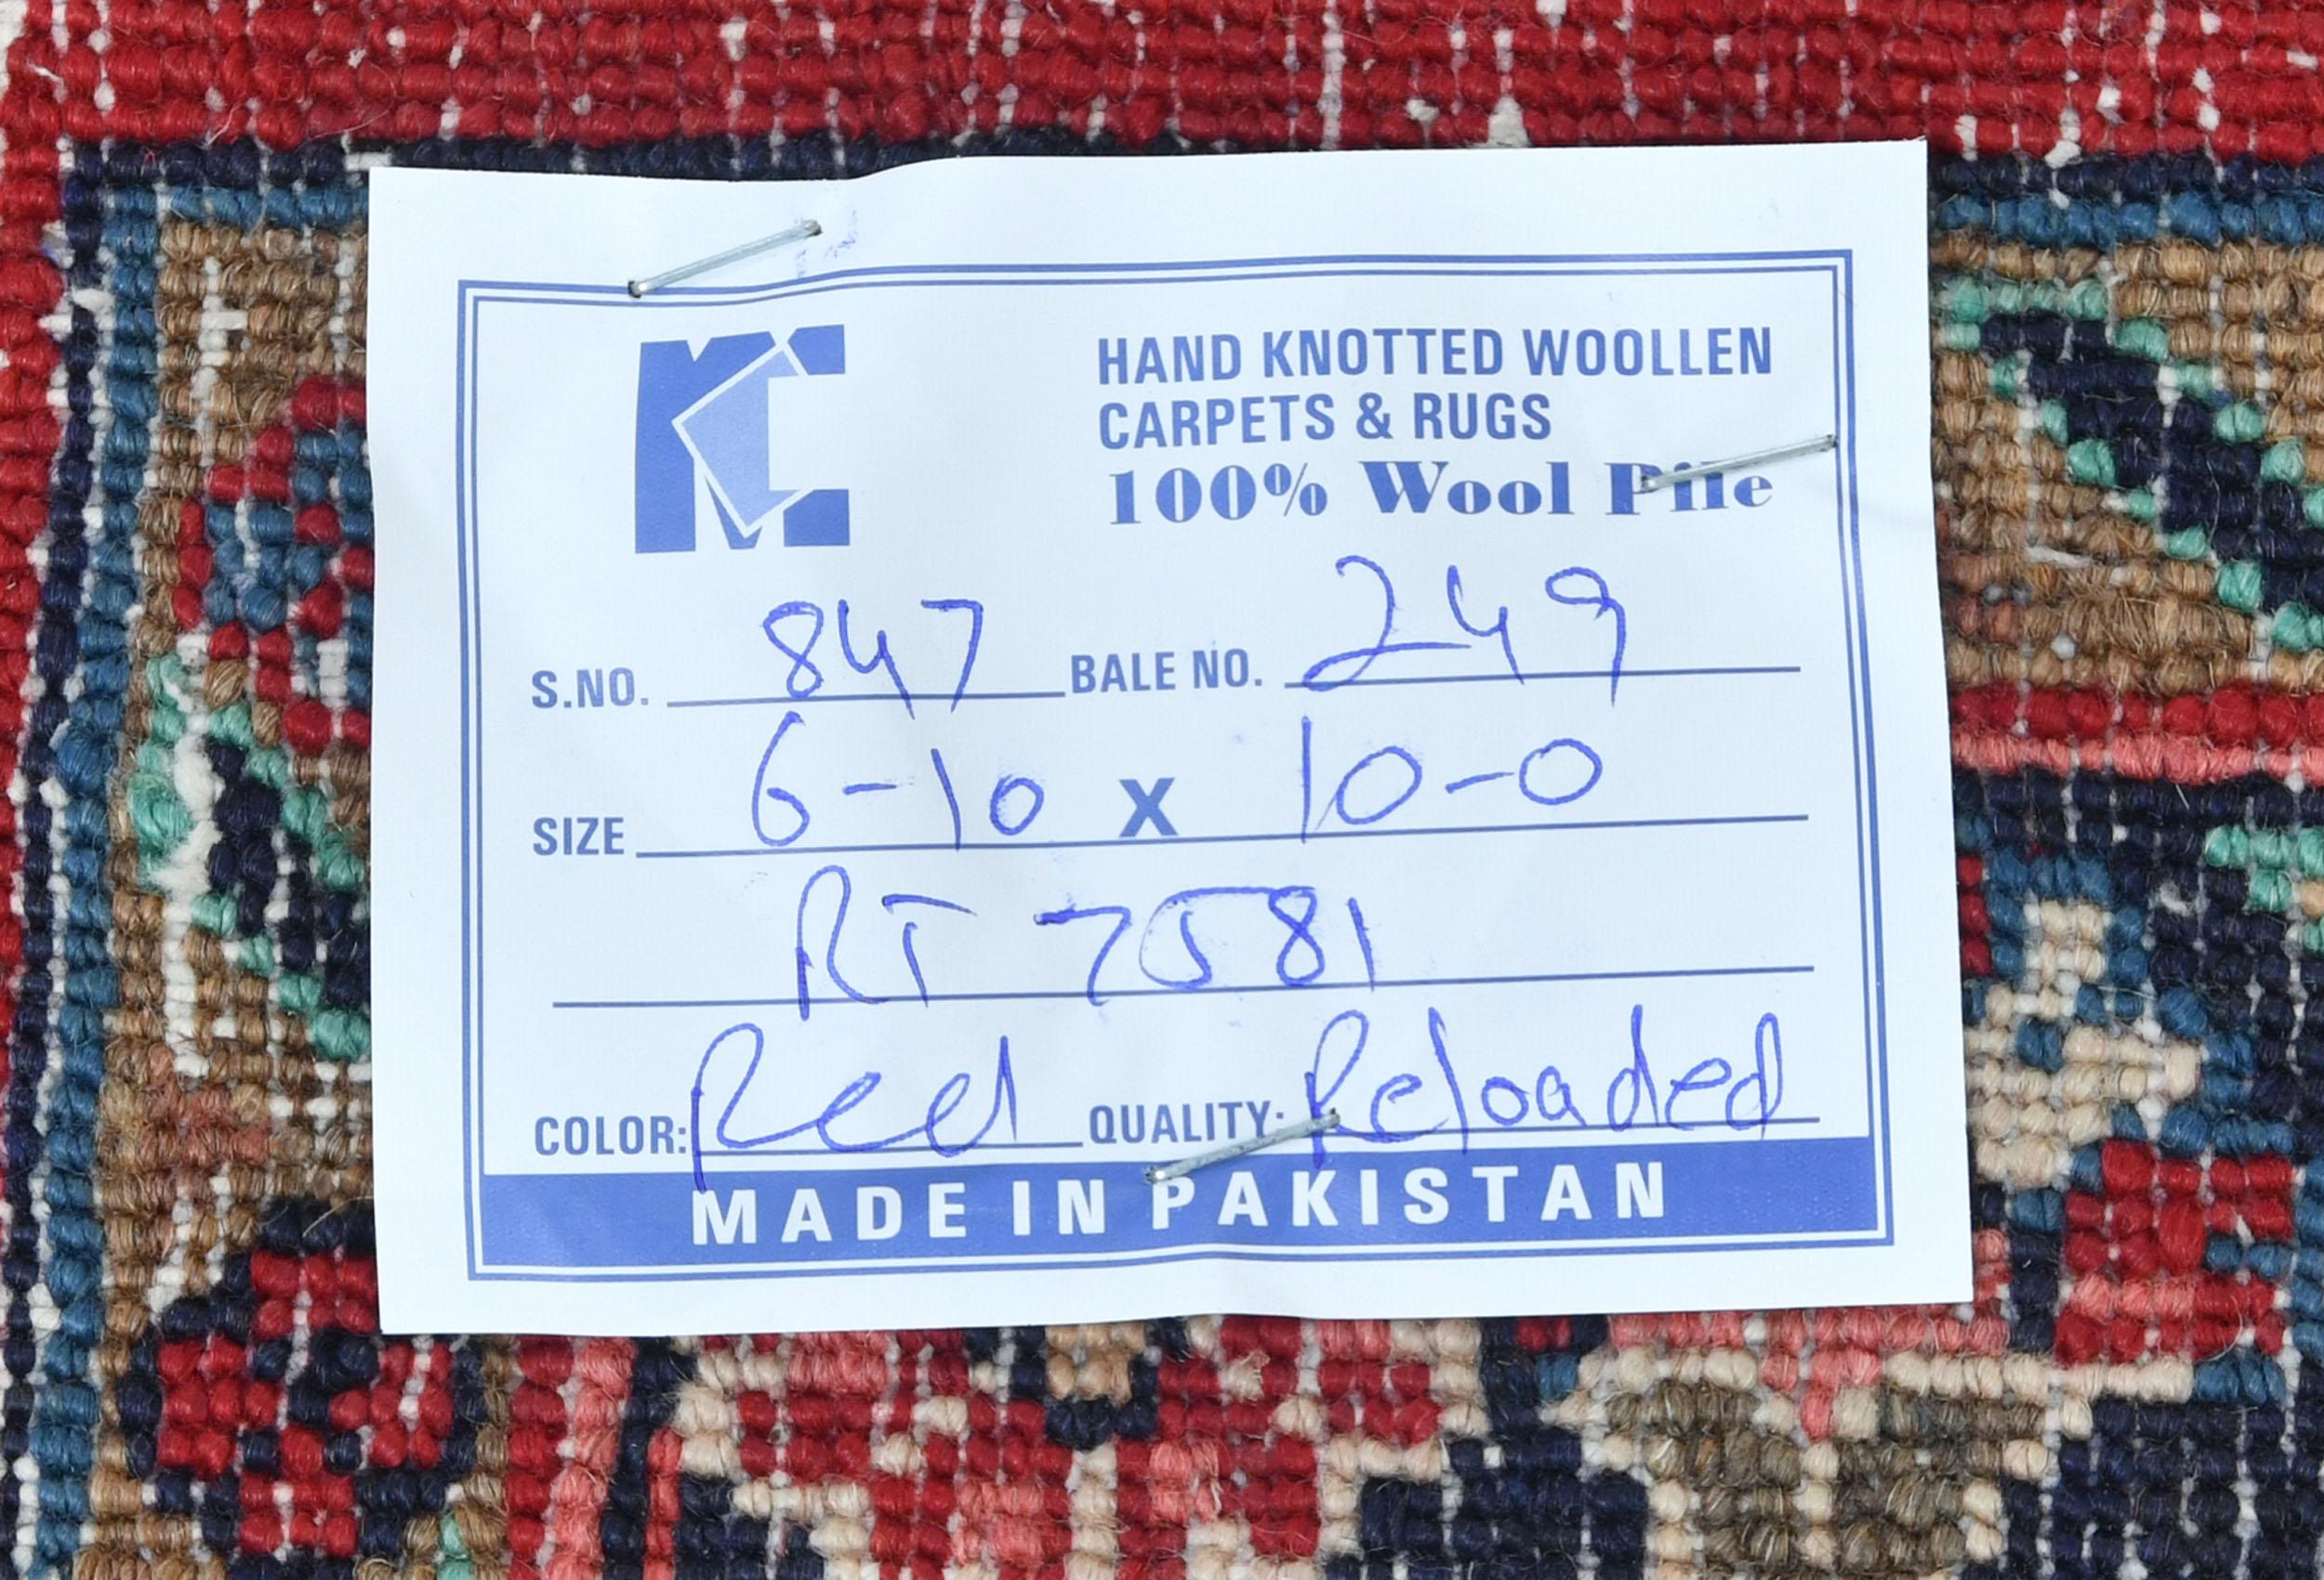 HAND KNOTTED WOOLLEN
CARPETS & RUGS
100% Wool Pile
S.NO. 847 BALE NO. 249
SIZE 6-10 X 10-0
RT 7581
COLOR: Red QUALITY: Reloaded
MADE IN PAKISTAN